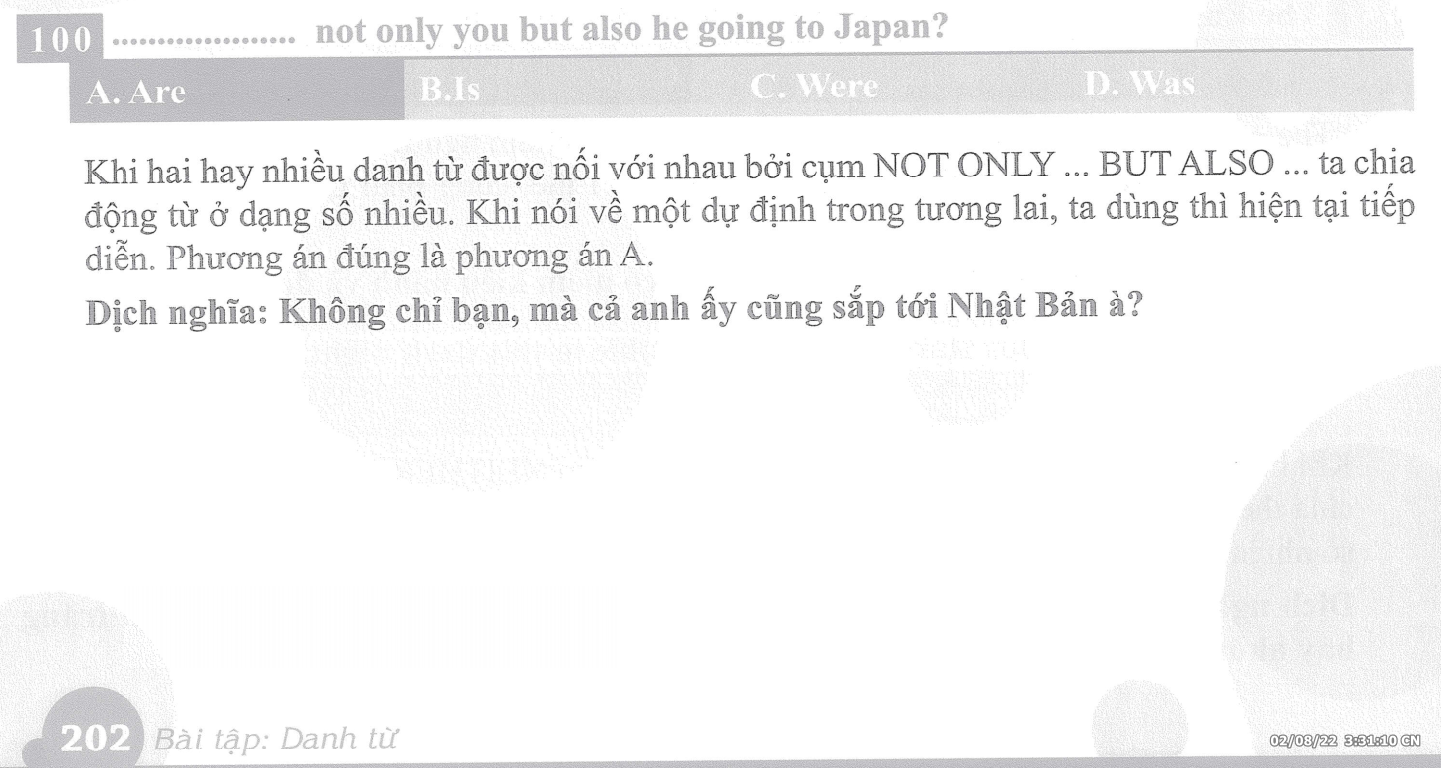 100 .................... not only you but also he going to Japan?
A. Are B.Is C. Were D. Was
Khi hai hay nhiều danh từ được nối với nhau bởi cụm NOT ONLY ... BUT ALSO ... ta chia
động từ ở dạng số nhiều. Khi nói về một dự định trong tương lai, ta dùng thì hiện tại tiếp
diễn. Phương án đúng là phương án A.
Dịch nghĩa: Không chỉ bạn, mà cả anh ấy cũng sắp tới Nhật Bản à?
202 Bài tập: Danh từ
02/08/22 3:31:10 CN